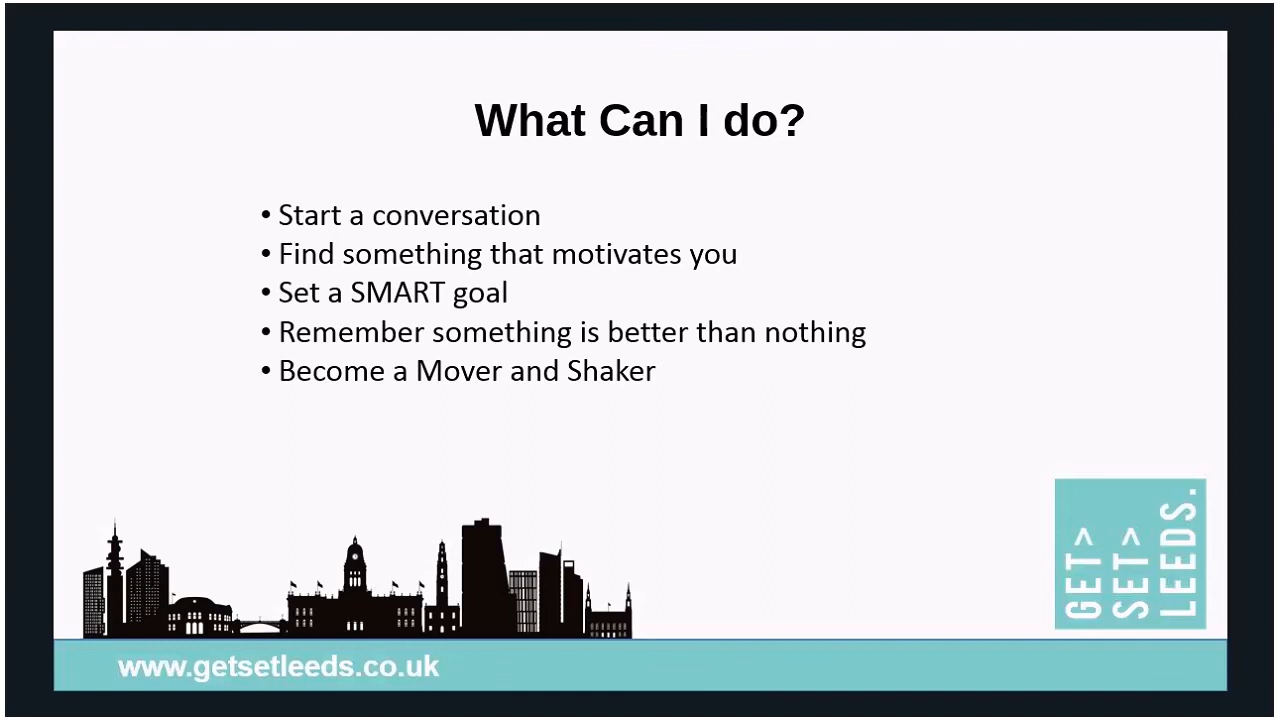 What Can I do?
• Start a conversation
• Find something that motivates you
• Set a SMART goal
• Remember something is better than nothing
• Become a Mover and Shaker
GET>
SET>
LEEDS.
www.getsetleeds.co.uk